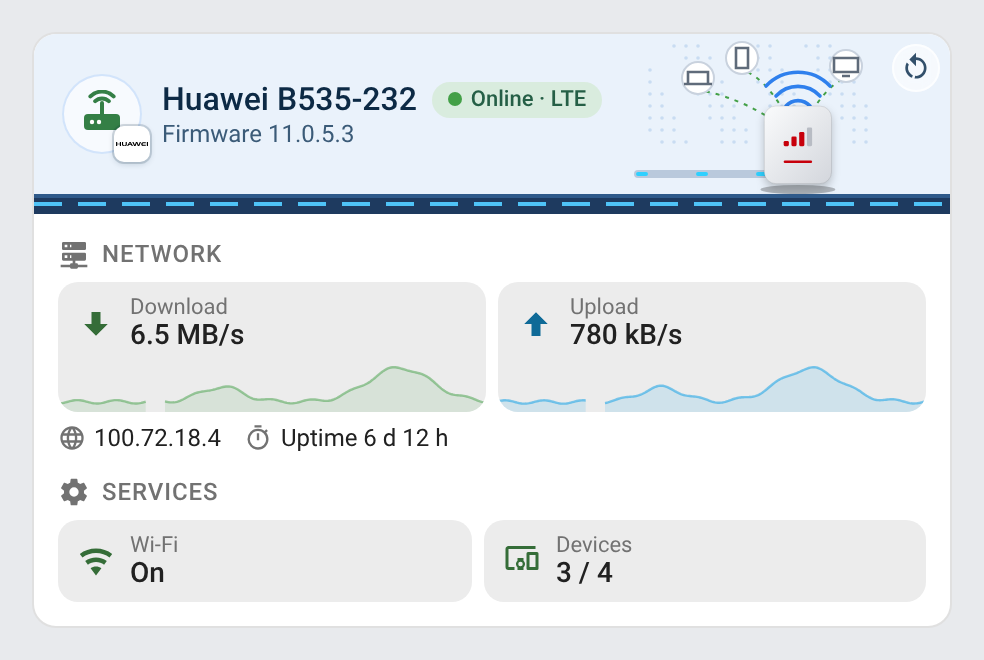 Huawei B535-232
Online · LTE
Firmware 11.0.5.3
HUAWEI
NETWORK
Download
6.5 MB/s
Upload
780 kB/s
100.72.18.4
Uptime 6 d 12 h
SERVICES
Wi-Fi
On
Devices
3 / 4